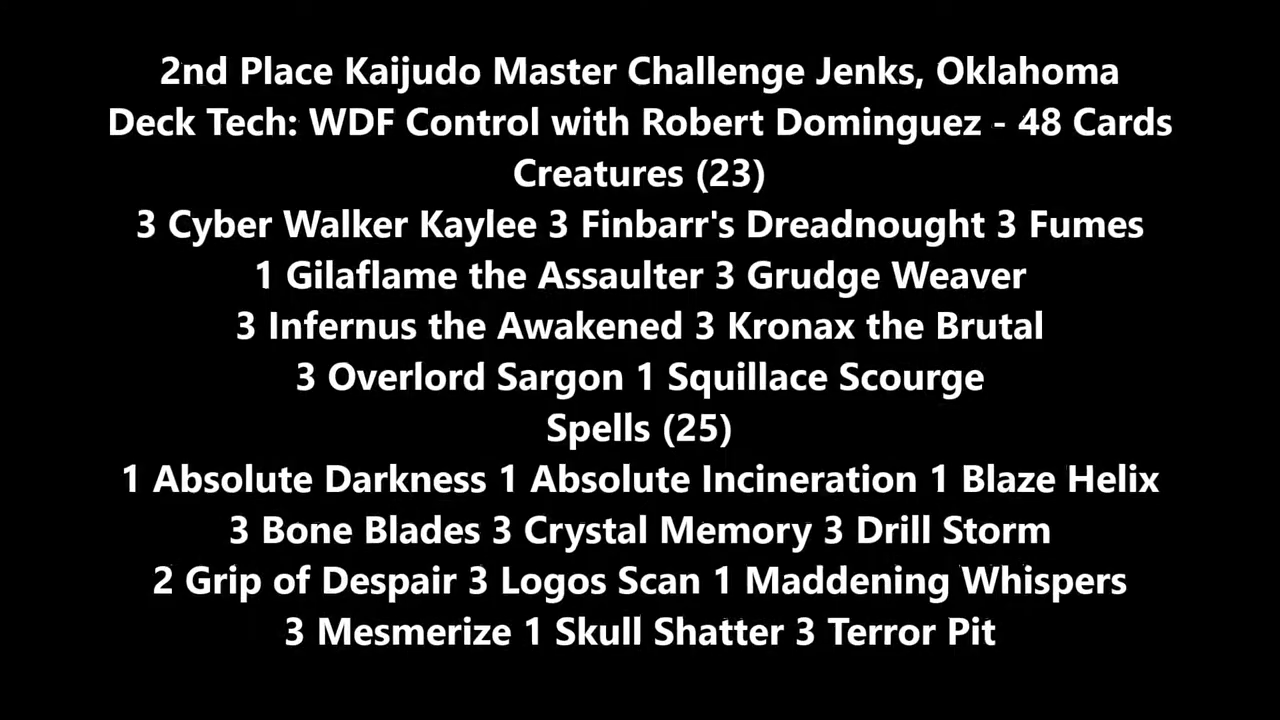 2nd Place Kaijudo Master Challenge Jenks, Oklahoma
Deck Tech: WDF Control with Robert Dominguez - 48 Cards
Creatures (23)
3 Cyber Walker Kaylee 3 Finbarr's Dreadnought 3 Fumes
1 Gilaflame the Assaulter 3 Grudge Weaver
3 Infernus the Awakened 3 Kronax the Brutal
3 Overlord Sargon 1 Squillace Scourge
Spells (25)
1 Absolute Darkness 1 Absolute Incineration 1 Blaze Helix
3 Bone Blades 3 Crystal Memory 3 Drill Storm
2 Grip of Despair 3 Logos Scan 1 Maddening Whispers
3 Mesmerize 1 Skull Shatter 3 Terror Pit